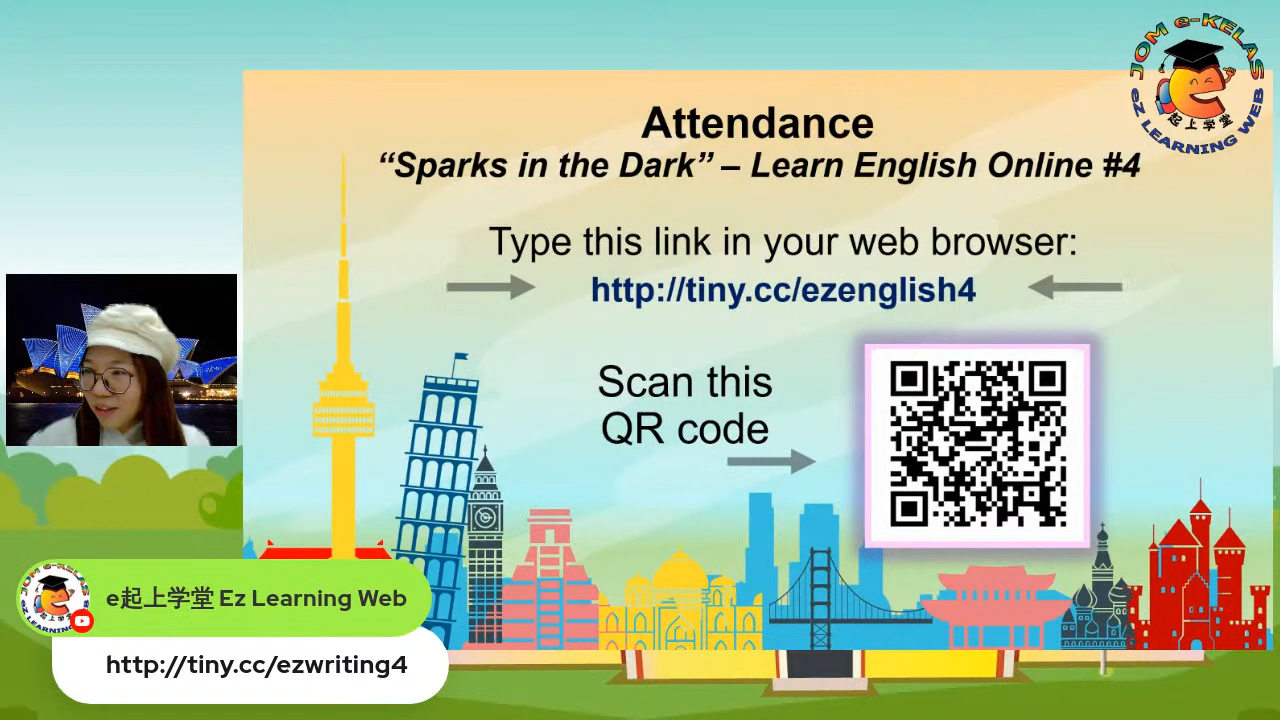 JOM e-KELAS
起上学堂
eZ LEARNING WEB
Attendance
“Sparks in the Dark” – Learn English Online #4
Type this link in your web browser:
http://tiny.cc/ezenglish4
Scan this
QR code
e起上学堂 Ez Learning Web
http://tiny.cc/ezwriting4